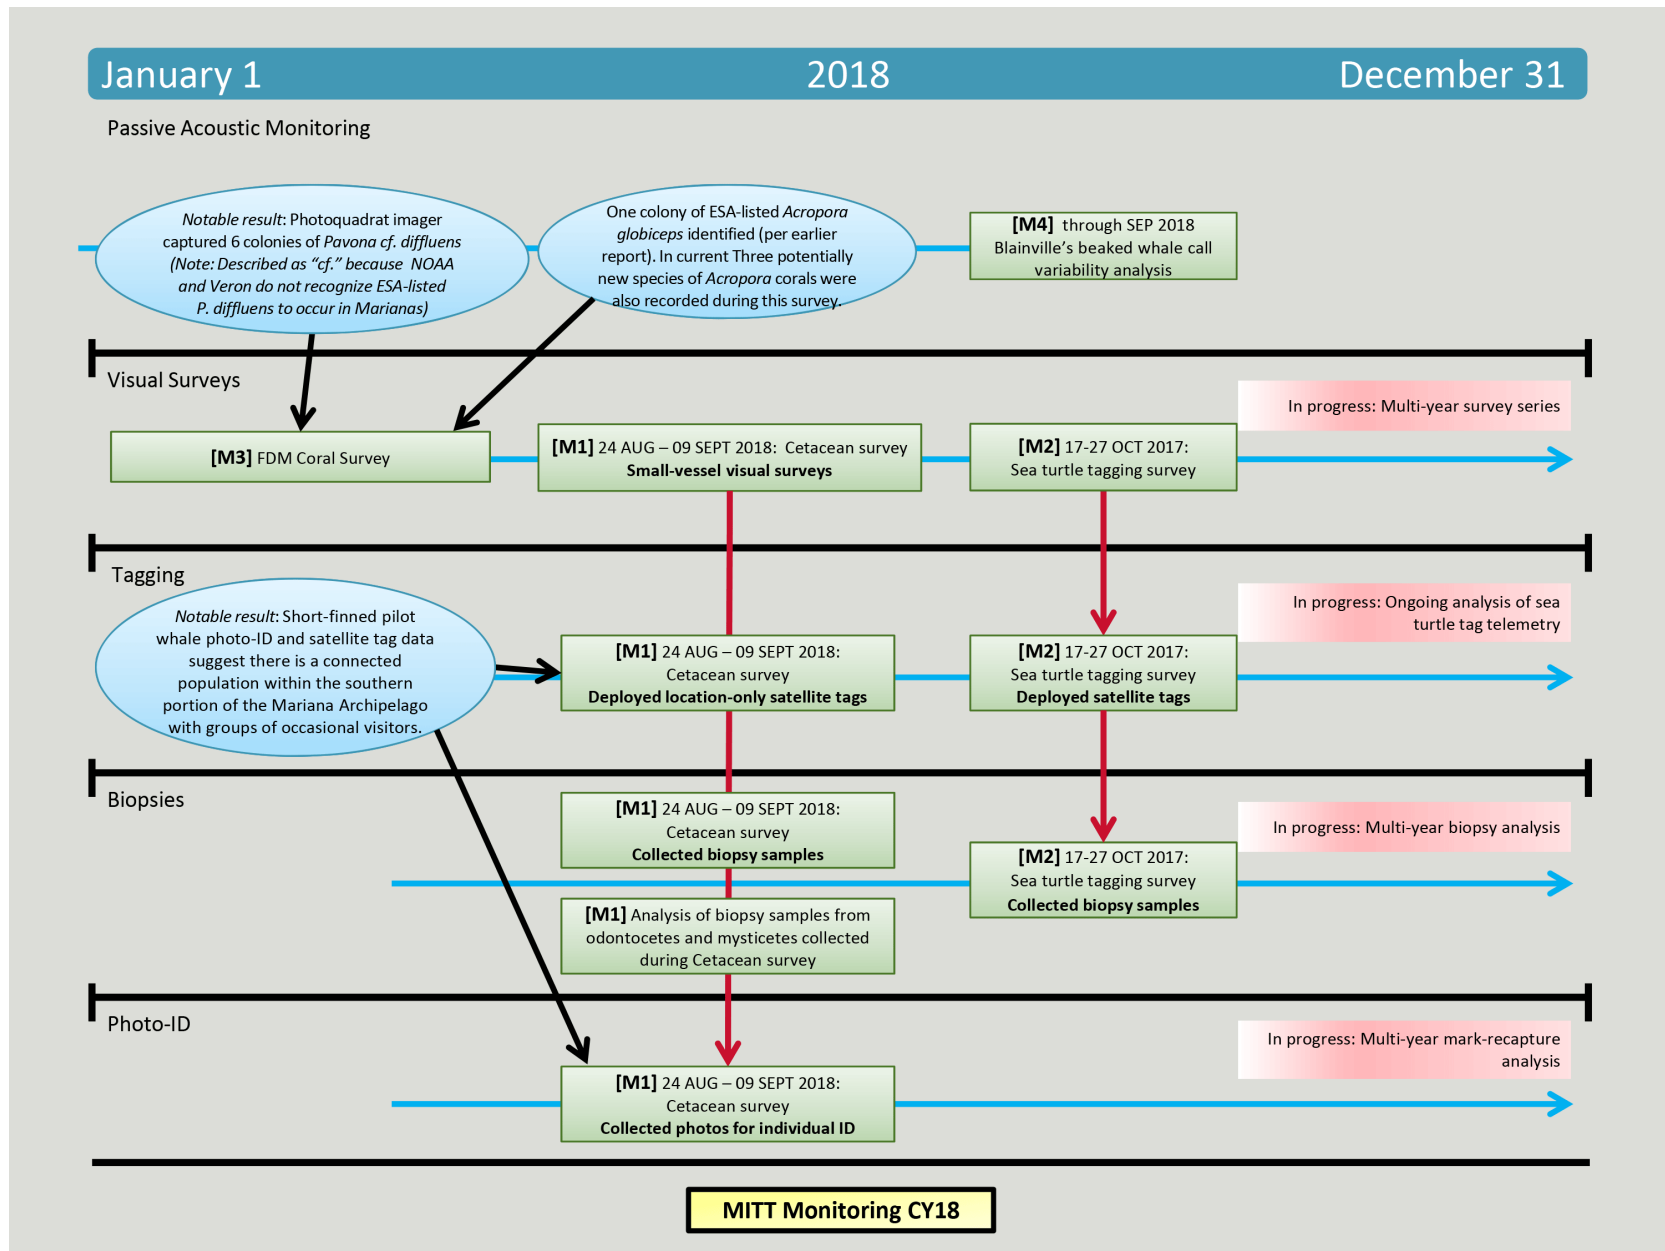 January 1 2018 December 31
Passive Acoustic Monitoring
Notable result: Photoquadrat imager
captured 6 colonies of Pavona cf. diffluens
(Note: Described as “cf.” because NOAA
and Veron do not recognize ESA-listed
P. diffluens to occur in Marianas)
One colony of ESA-listed Acropora
globiceps identified (per earlier
report). In current Three potentially
new species of Acropora corals were
also recorded during this survey.
[M4] through SEP 2018
Blainville’s beaked whale call
variability analysis
Visual Surveys
In progress: Multi-year survey series
[M3] FDM Coral Survey
[M1] 24 AUG – 09 SEPT 2018: Cetacean survey
Small-vessel visual surveys
[M2] 17-27 OCT 2017:
Sea turtle tagging survey
Tagging
Notable result: Short-finned pilot
whale photo-ID and satellite tag data
suggest there is a connected
population within the southern
portion of the Mariana Archipelago
with groups of occasional visitors.
[M1] 24 AUG – 09 SEPT 2018:
Cetacean survey
Deployed location-only satellite tags
[M2] 17-27 OCT 2017:
Sea turtle tagging survey
Deployed satellite tags
In progress: Ongoing analysis of sea
turtle tag telemetry
Biopsies
[M1] 24 AUG – 09 SEPT 2018:
Cetacean survey
Collected biopsy samples
[M1] Analysis of biopsy samples from
odontocetes and mysticetes collected
during Cetacean survey
[M2] 17-27 OCT 2017:
Sea turtle tagging survey
Collected biopsy samples
In progress: Multi-year biopsy analysis
Photo-ID
[M1] 24 AUG – 09 SEPT 2018:
Cetacean survey
Collected photos for individual ID
In progress: Multi-year mark-recapture
analysis
MITT Monitoring CY18